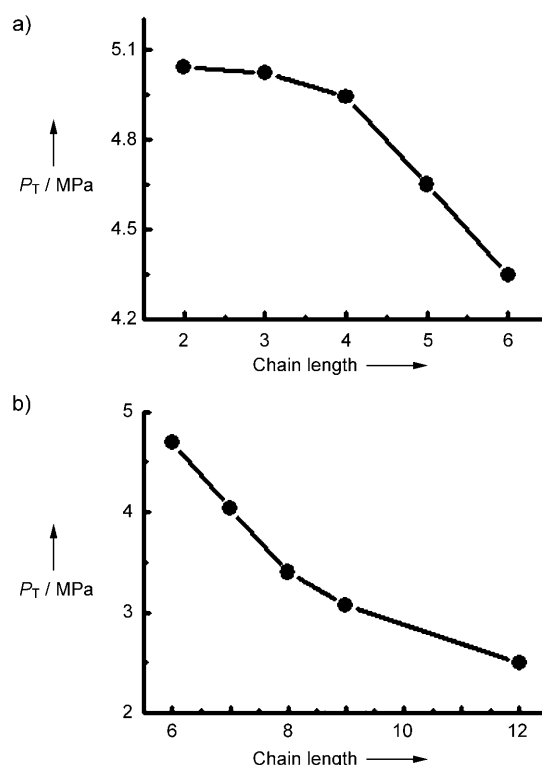 a)
5.1
4.8
P_T / MPa
4.5
4.2
2 3 4 5 6
Chain length
b)
5
4
P_T / MPa
3
2
6 8 10 12
Chain length